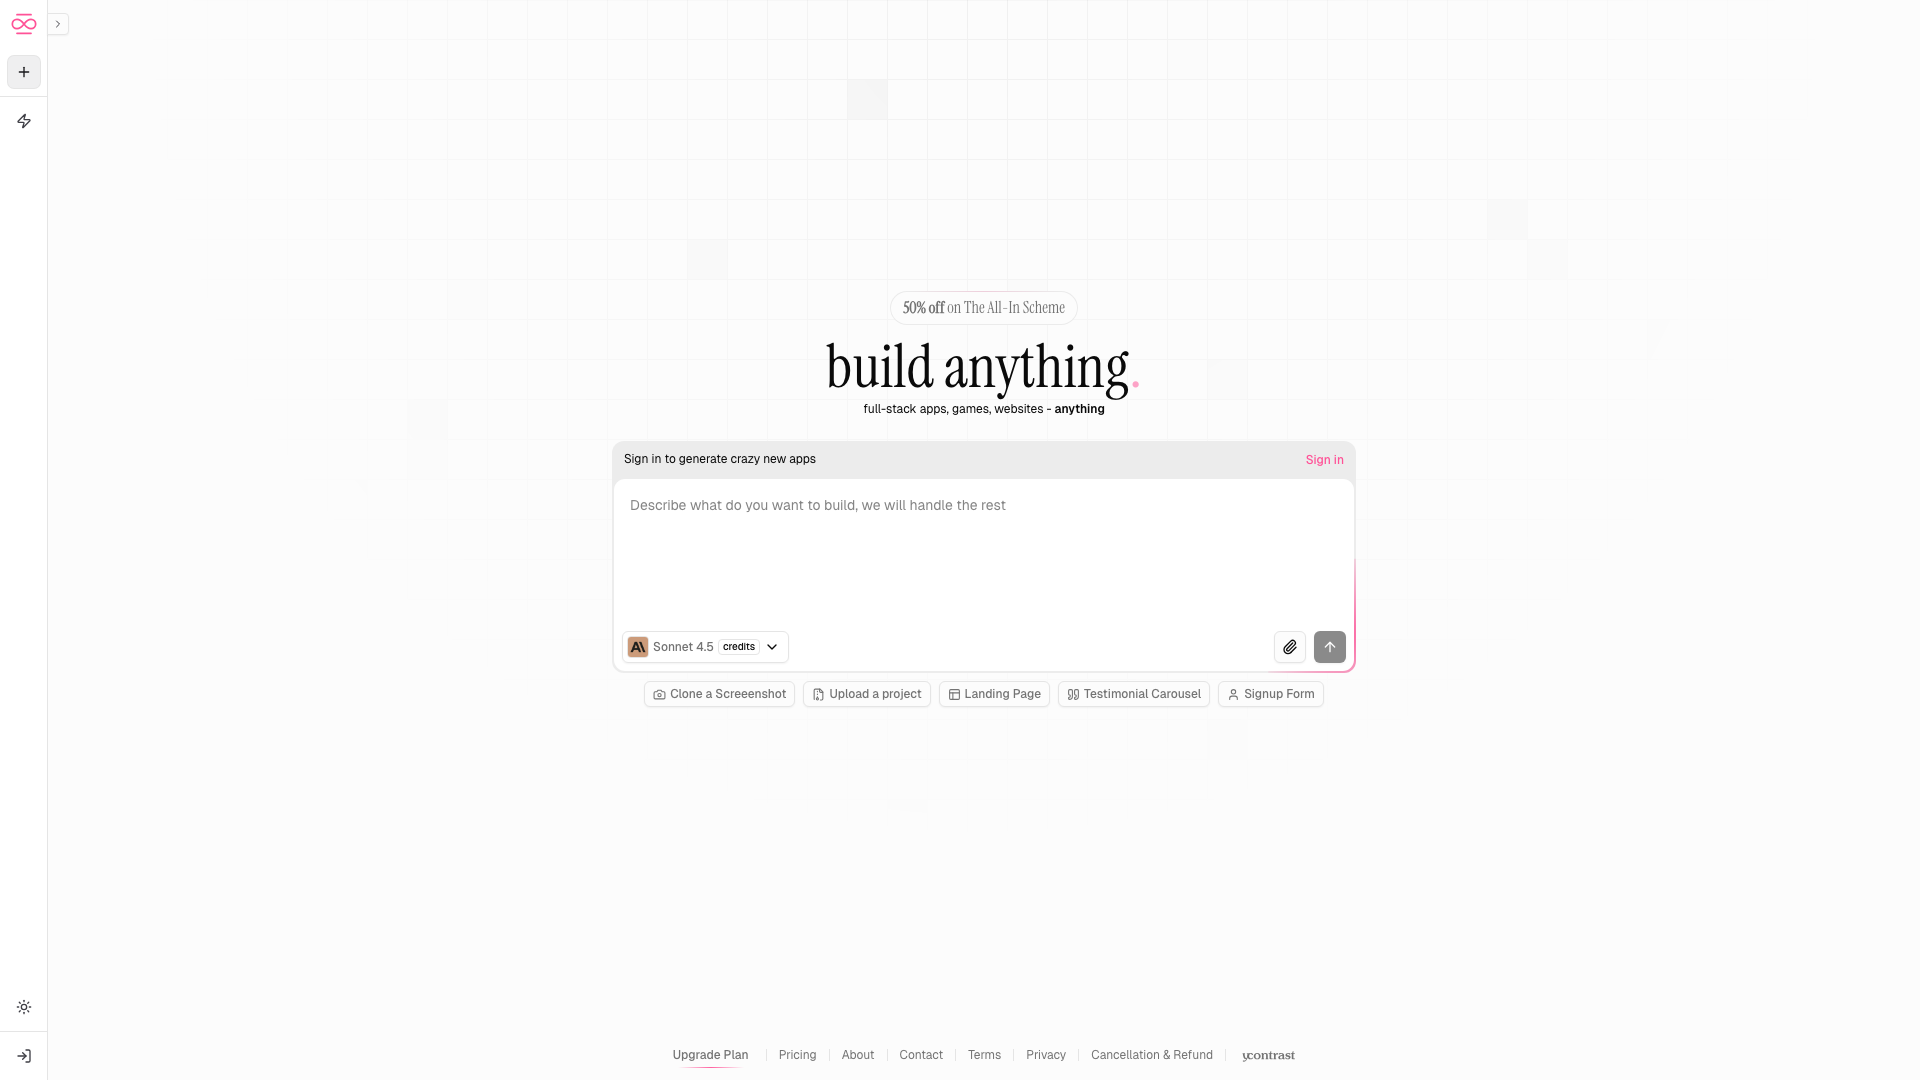 50% off on The All-In Scheme
build anything.
full-stack apps, games, websites - anything
Sign in to generate crazy new apps
Sign in
Describe what do you want to build, we will handle the rest
Sonnet 4.5 credits
Clone a Screeenshot
Upload a project
Landing Page
Testimonial Carousel
Signup Form
Upgrade Plan
Pricing
About
Contact
Terms
Privacy
Cancellation & Refund
ycontrast